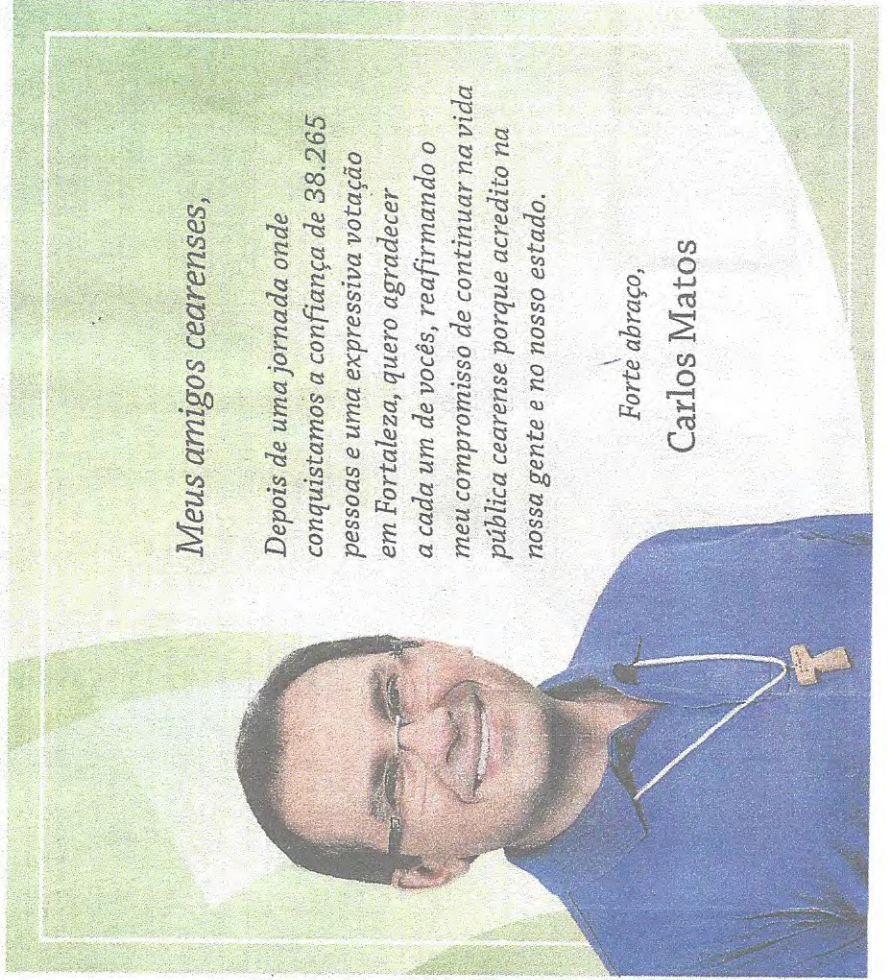 Meus amigos cearenses,
Depois de uma jornada onde
conquistamos a confiança de 38.265
pessoas e uma expressiva votação
em Fortaleza, quero agradecer
a cada um de vocês, reafirmando o
meu compromisso de continuar na vida
pública cearense porque acredito na
nossa gente e no nosso estado.
Forte abraço,
Carlos Matos